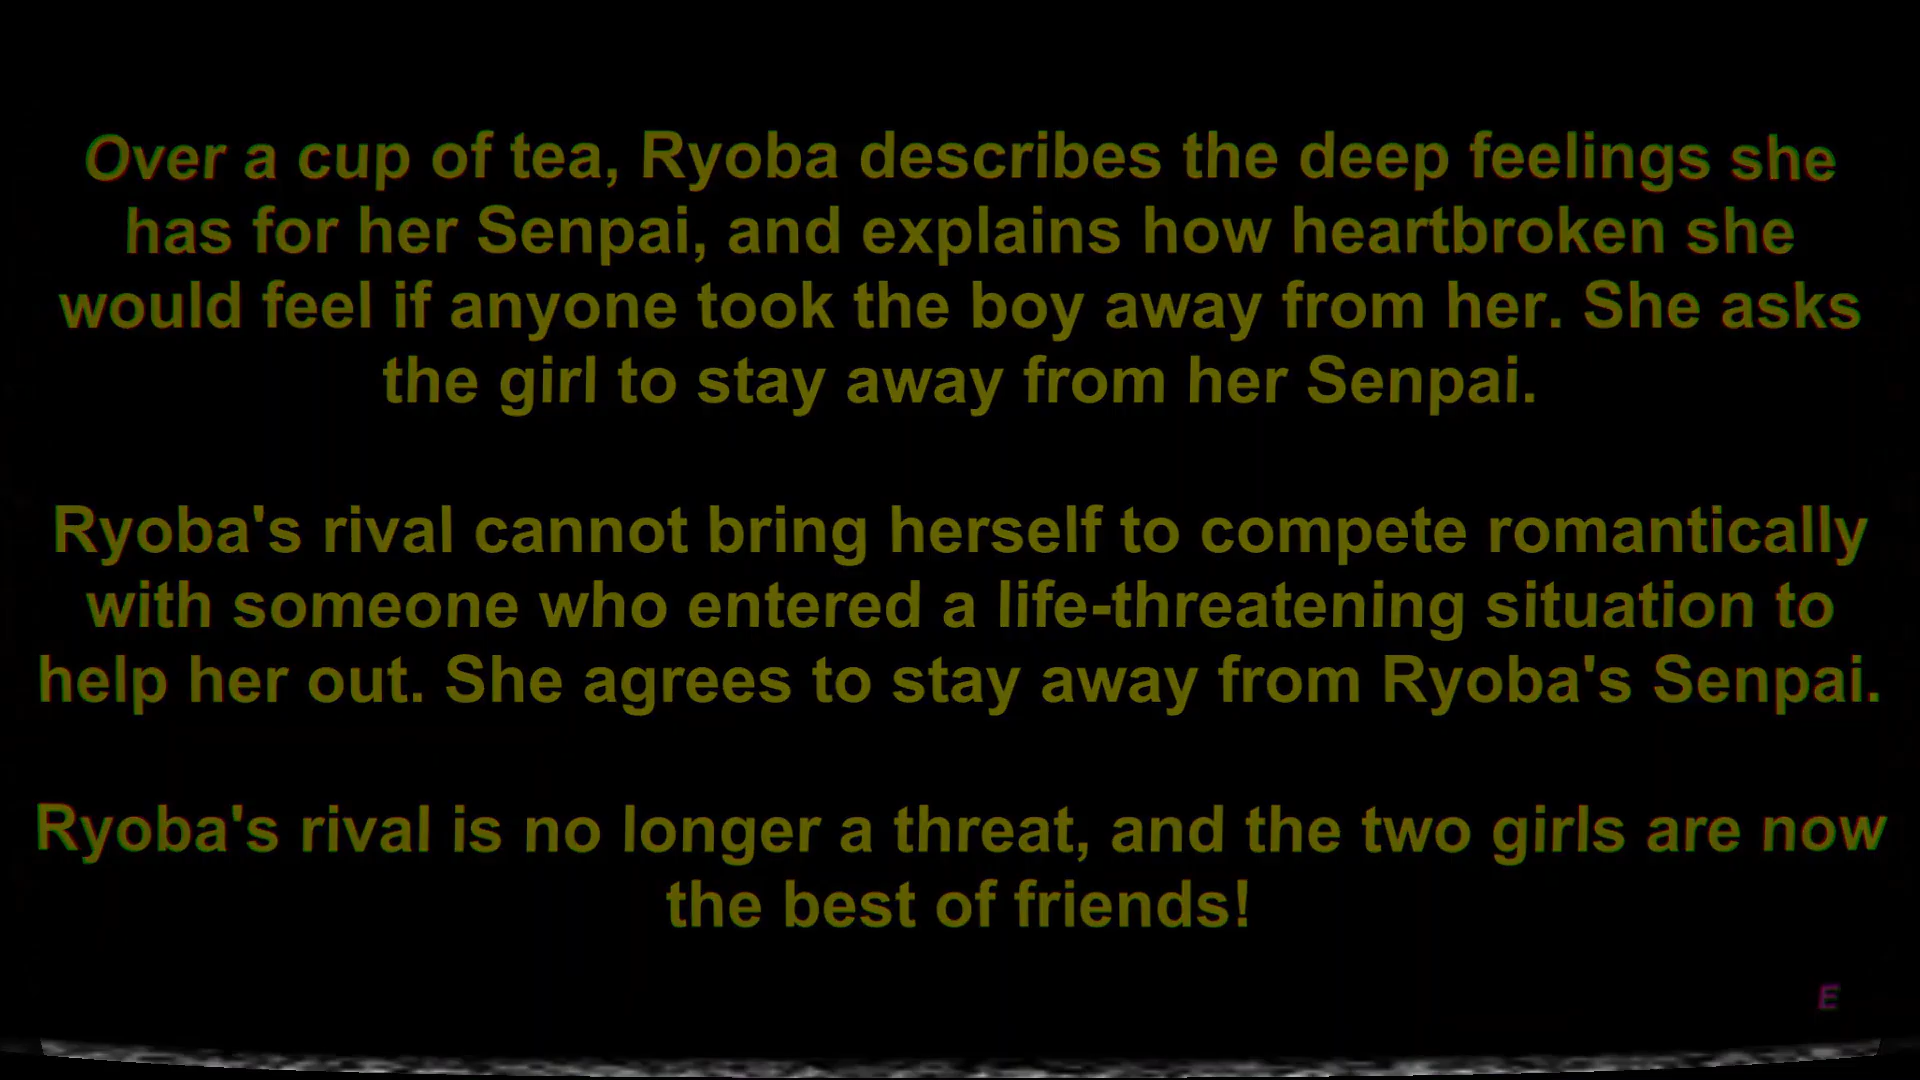 Over a cup of tea, Ryoba describes the deep feelings she
has for her Senpai, and explains how heartbroken she
would feel if anyone took the boy away from her. She asks
the girl to stay away from her Senpai.
Ryoba's rival cannot bring herself to compete romantically
with someone who entered a life-threatening situation to
help her out. She agrees to stay away from Ryoba's Senpai.
Ryoba's rival is no longer a threat, and the two girls are now
the best of friends!
E